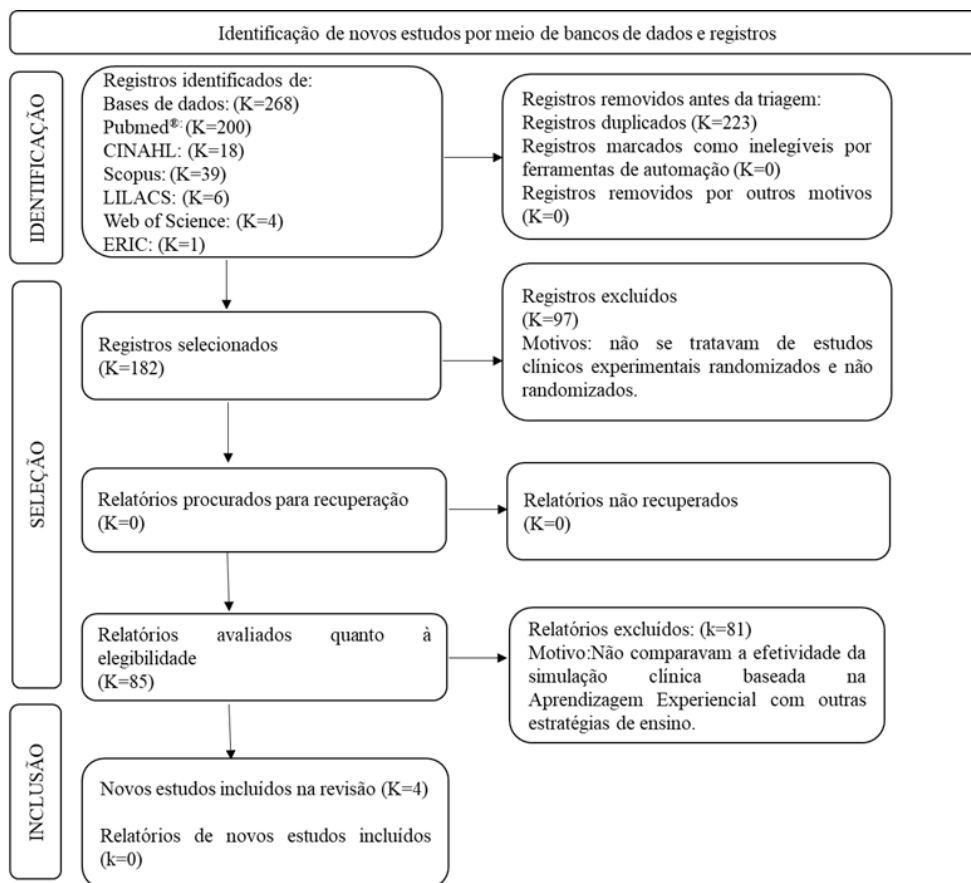 Identificação de novos estudos por meio de bancos de dados e registros
IDENTIFICAÇÃO
Registros identificados de:
Bases de dados: (K=268)
Pubmed®: (K=200)
CINAHL: (K=18)
Scopus: (K=39)
LILACS: (K=6)
Web of Science: (K=4)
ERIC: (K=1)
Registros removidos antes da triagem:
Registros duplicados (K=223)
Registros marcados como inelegíveis por
ferramentas de automação (K=0)
Registros removidos por outros motivos
(K=0)
SELEÇÃO
Registros selecionados
(K=182)
Registros excluídos
(K=97)
Motivos: não se tratavam de estudos
clínicos experimentais randomizados e não
randomizados.
Relatórios procurados para recuperação
(K=0)
Relatórios não recuperados
(K=0)
Relatórios avaliados quanto à
elegibilidade
(K=85)
Relatórios excluídos: (k=81)
Motivo:Não comparavam a efetividade da
simulação clínica baseada na
Aprendizagem Experiencial com outras
estratégias de ensino.
INCLUSÃO
Novos estudos incluídos na revisão (K=4)
Relatórios de novos estudos incluídos
(k=0)